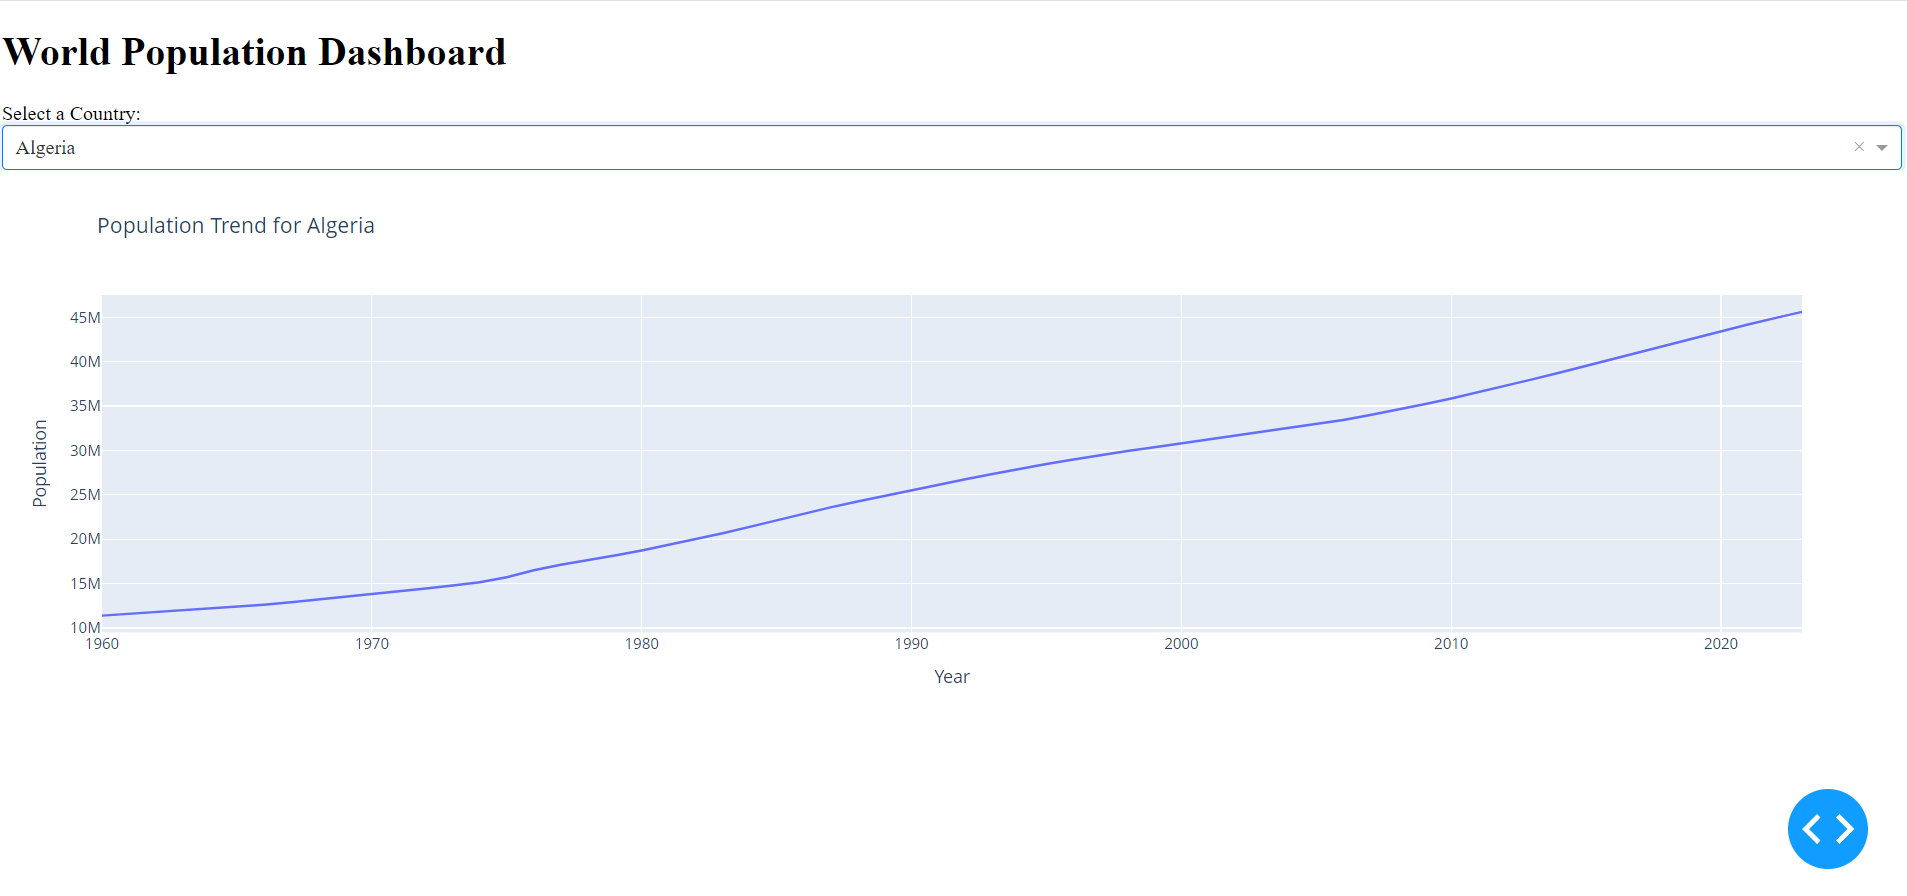 World Population Dashboard
Select a Country:
Algeria
Population Trend for Algeria
45M
40M
35M
30M
25M
20M
15M
10M
Population
1960 1970 1980 1990 2000 2010 2020
Year